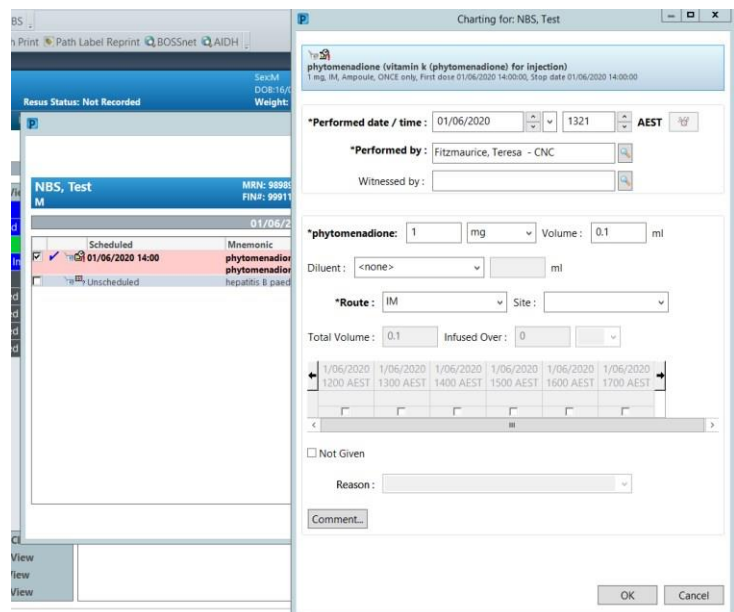 BS
Print Path Label Reprint BOSSnet AIDH
Sex:M
DOB:16/0
Resus Status: Not Recorded Weight:
NBS, Test MRN: 98989
M FIN#: 99911
01/06/2
Scheduled Mnemonic
01/06/2020 14:00 phytomenadion
phytomenadion
Unscheduled hepatitis B paed
View
View
View
Charting for: NBS, Test
phytomenadione (vitamin k (phytomenadione) for injection)
1 mg, IM, Ampoule, ONCE only, First dose 01/06/2020 14:00:00, Stop date 01/06/2020 14:00:00
*Performed date / time : 01/06/2020 1321 AEST
*Performed by : Fitzmaurice, Teresa - CNC
Witnessed by :
*phytomenadione: 1 mg Volume : 0.1 ml
Diluent : <none> ml
*Route : IM Site :
Total Volume : 0.1 Infused Over : 0
1/06/2020 1/06/2020 1/06/2020 1/06/2020 1/06/2020 1/06/2020
1200 AEST 1300 AEST 1400 AEST 1500 AEST 1600 AEST 1700 AEST
Not Given
Reason :
Comment...
OK Cancel